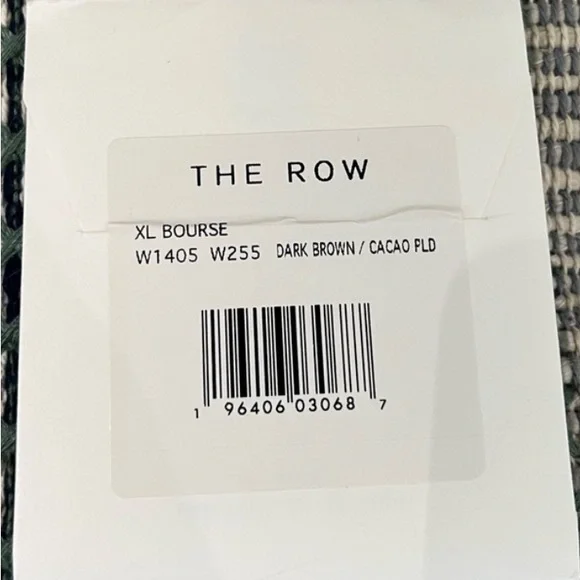 THE ROW
XL BOURSE
W1405 W255 DARK BROWN / CACAO PLD
1 96406 03068 7